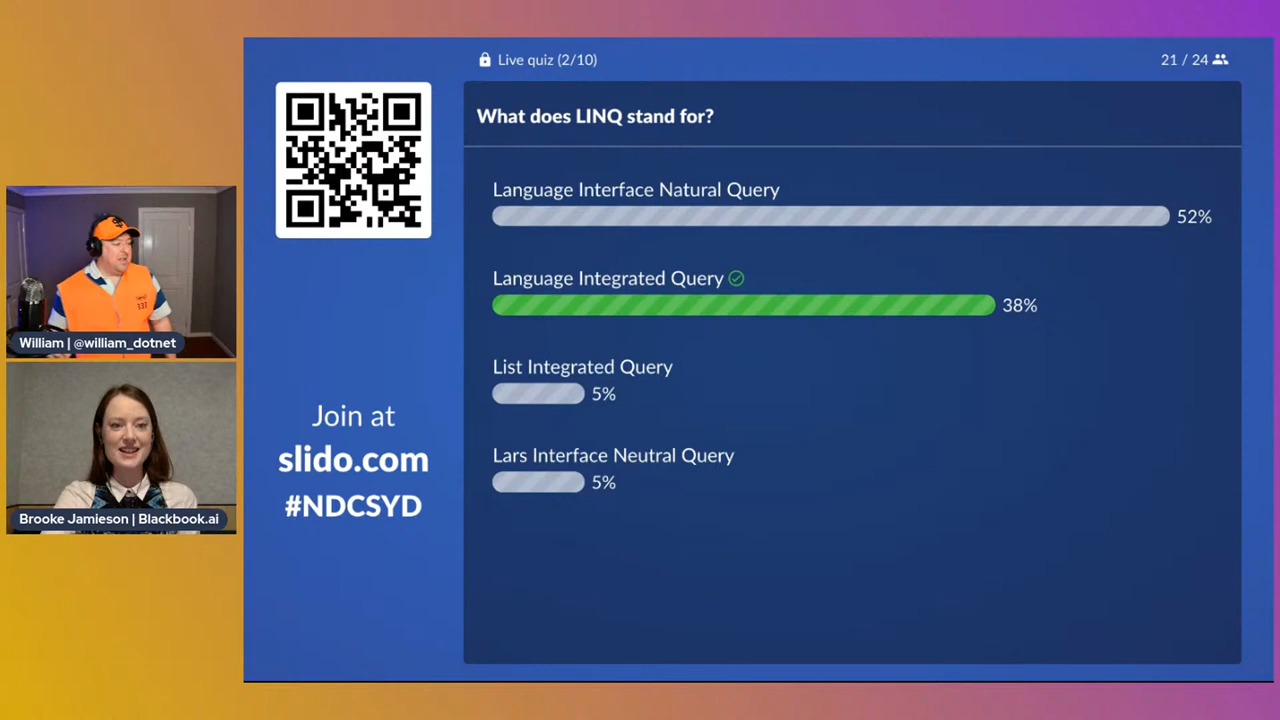 Live quiz (2/10)
21 / 24
What does LINQ stand for?
Language Interface Natural Query
52%
Language Integrated Query
38%
List Integrated Query
5%
Lars Interface Neutral Query
5%
Join at
slido.com
#NDCSYD
William | @william_dotnet
Brooke Jamieson | Blackbook.ai